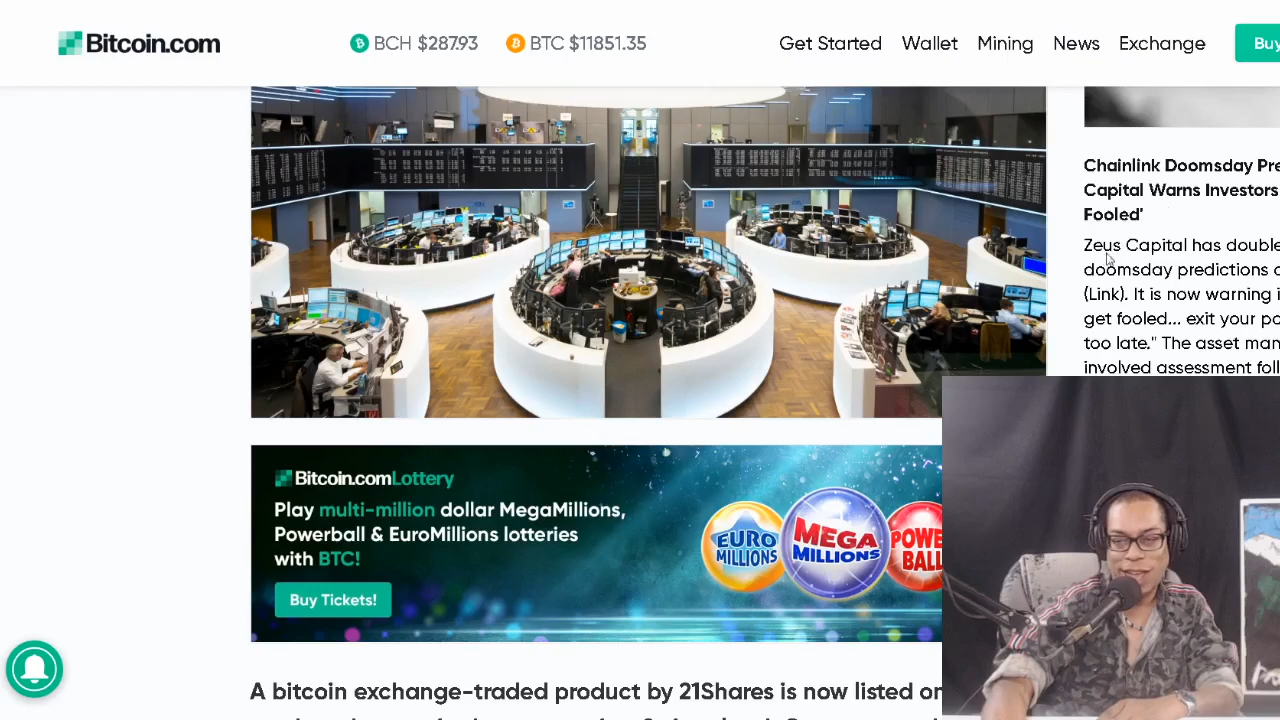 Bitcoin.com
BCH $287.93 BTC $11851.35
Get Started Wallet Mining News Exchange
Buy
Chainlink Doomsday Pre
Capital Warns Investors
Fooled'
Zeus Capital has double
doomsday predictions
(Link). It is now warning i
get fooled... exit your po
too late." The asset man
involved assessment foll
Bitcoin.comLottery
Play multi-million dollar MegaMillions,
Powerball & EuroMillions lotteries
with BTC!
Buy Tickets!
EURO
MILLIONS
MEGA
MILLIONS
POWE
BALL
A bitcoin exchange-traded product by 21Shares is now listed on